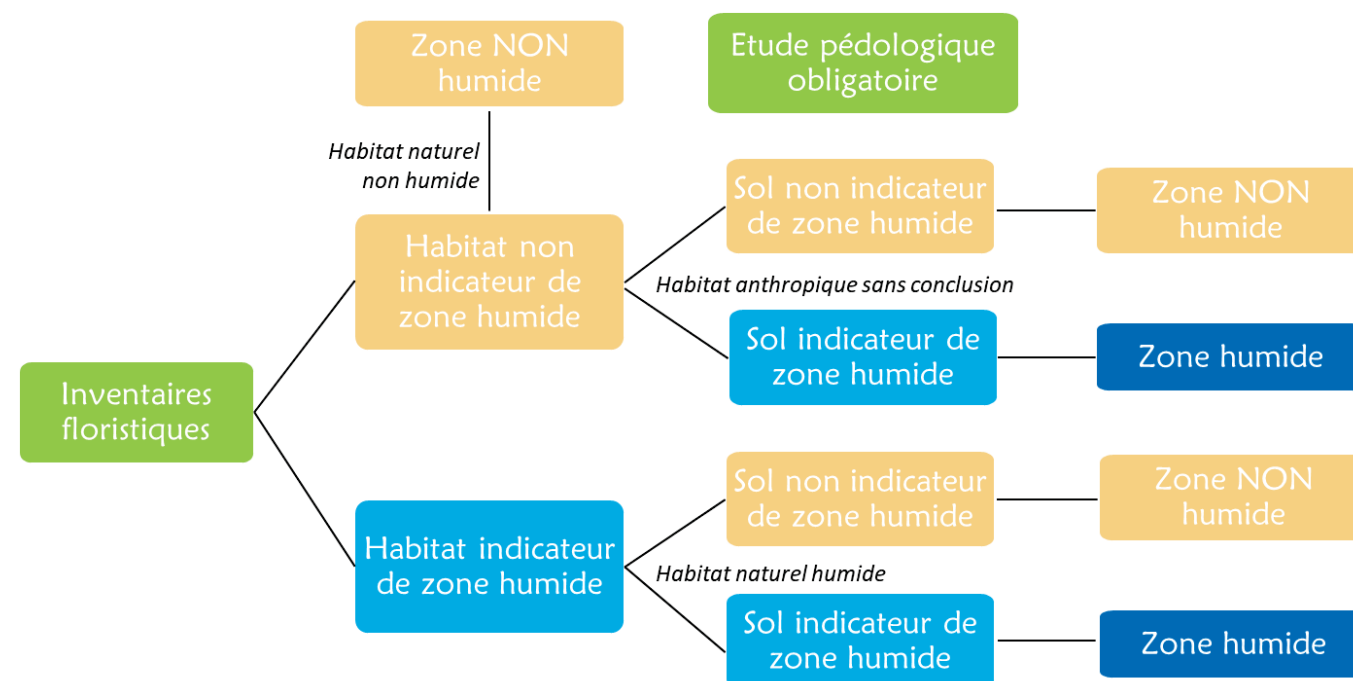 Zone NON
humide
Etude pédologique
obligatoire
Habitat naturel
non humide
Sol non indicateur
de zone humide
Zone NON
humide
Habitat non
indicateur de
zone humide
Habitat anthropique sans conclusion
Sol indicateur de
zone humide
Zone humide
Inventaires
floristiques
Sol non indicateur
de zone humide
Zone NON
humide
Habitat indicateur
de zone humide
Habitat naturel humide
Sol indicateur de
zone humide
Zone humide